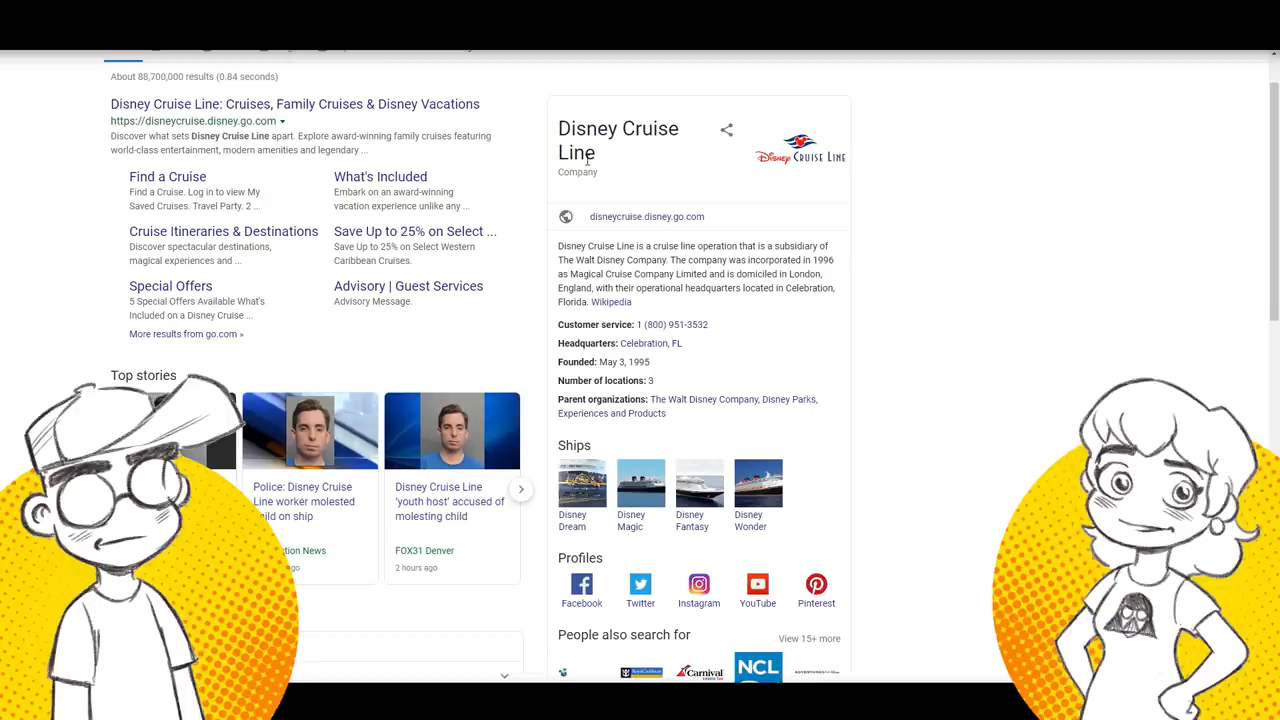 About 88,700,000 results (0.84 seconds)
Disney Cruise Line: Cruises, Family Cruises & Disney Vacations
https://disneycruise.disney.go.com
Discover what sets Disney Cruise Line apart. Explore award-winning family cruises featuring
world-class entertainment, modern amenities and legendary ...
Find a Cruise
Find a Cruise. Log in to view My
Saved Cruises. Travel Party. 2 ...
What's Included
Embark on an award-winning
vacation experience unlike any ...
Cruise Itineraries & Destinations
Discover spectacular destinations,
magical experiences and ...
Save Up to 25% on Select ...
Save Up to 25% on Select Western
Caribbean Cruises.
Special Offers
5 Special Offers Available What's
Included on a Disney Cruise ...
Advisory | Guest Services
Advisory Message.
More results from go.com »
Top stories
Police: Disney Cruise
Line worker molested
ild on ship
ction News
ago
Disney Cruise Line
'youth host' accused of
molesting child
FOX31 Denver
2 hours ago
Disney Cruise
Line
Company
DISNEY CRUISE LINE
disneycruise.disney.go.com
Disney Cruise Line is a cruise line operation that is a subsidiary of
The Walt Disney Company. The company was incorporated in 1996
as Magical Cruise Company Limited and is domiciled in London,
England, with their operational headquarters located in Celebration,
Florida. Wikipedia
Customer service: 1 (800) 951-3532
Headquarters: Celebration, FL
Founded: May 3, 1995
Number of locations: 3
Parent organizations: The Walt Disney Company, Disney Parks,
Experiences and Products
Ships
Disney
Dream
Disney
Magic
Disney
Fantasy
Disney
Wonder
Profiles
Facebook
Twitter
Instagram
YouTube
Pinterest
People also search for
View 15+ more
Carnival
NCL